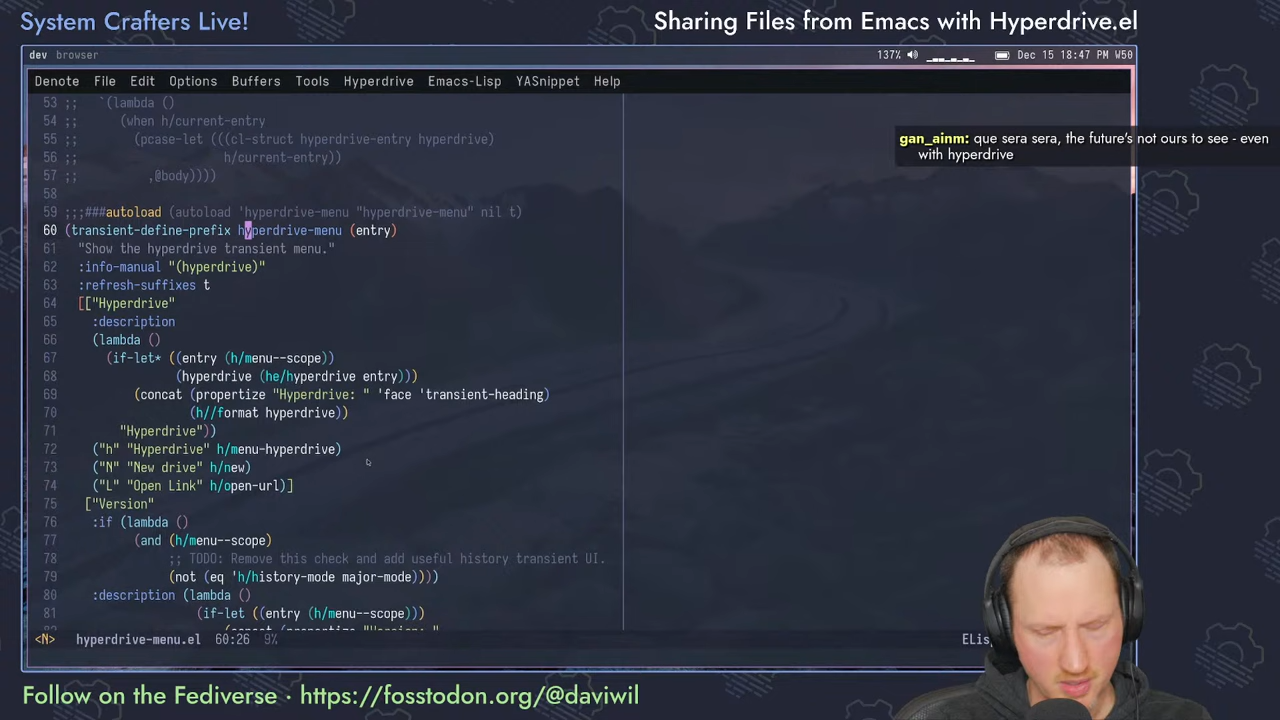 System Crafters Live!
Sharing Files from Emacs with Hyperdrive.el
dev browser
137% Dec 15 18:47 PM W50
Denote File Edit Options Buffers Tools Hyperdrive Emacs-Lisp YASnippet Help
53 ;;   `(lambda ()
54 ;;      (when h/current-entry
55 ;;        (pcase-let (((cl-struct hyperdrive-entry hyperdrive)
56 ;;                     h/current-entry))
57 ;;          ,@body))))
58
59 ;;;###autoload (autoload 'hyperdrive-menu "hyperdrive-menu" nil t)
60 (transient-define-prefix hyperdrive-menu (entry)
61   "Show the hyperdrive transient menu."
62   :info-manual "(hyperdrive)"
63   :refresh-suffixes t
64   [["Hyperdrive"
65     :description
66     (lambda ()
67       (if-let* ((entry (h/menu--scope))
68                 (hyperdrive (he/hyperdrive entry)))
69           (concat (propertize "Hyperdrive: " 'face 'transient-heading)
70                   (h//format hyperdrive))
71         "Hyperdrive"))
72     ("h" "Hyperdrive" h/menu-hyperdrive)
73     ("N" "New drive" h/new)
74     ("L" "Open Link" h/open-url)]
75    ["Version"
76     :if (lambda ()
77           (and (h/menu--scope)
78                ;; TODO: Remove this check and add useful history transient UI.
79                (not (eq 'h/history-mode major-mode))))
80     :description (lambda ()
81                    (if-let ((entry (h/menu--scope)))
gan_ainm: que sera sera, the future's not ours to see - even
with hyperdrive
<N> hyperdrive-menu.el 60:26 9%
Follow on the Fediverse · https://fosstodon.org/@daviwil